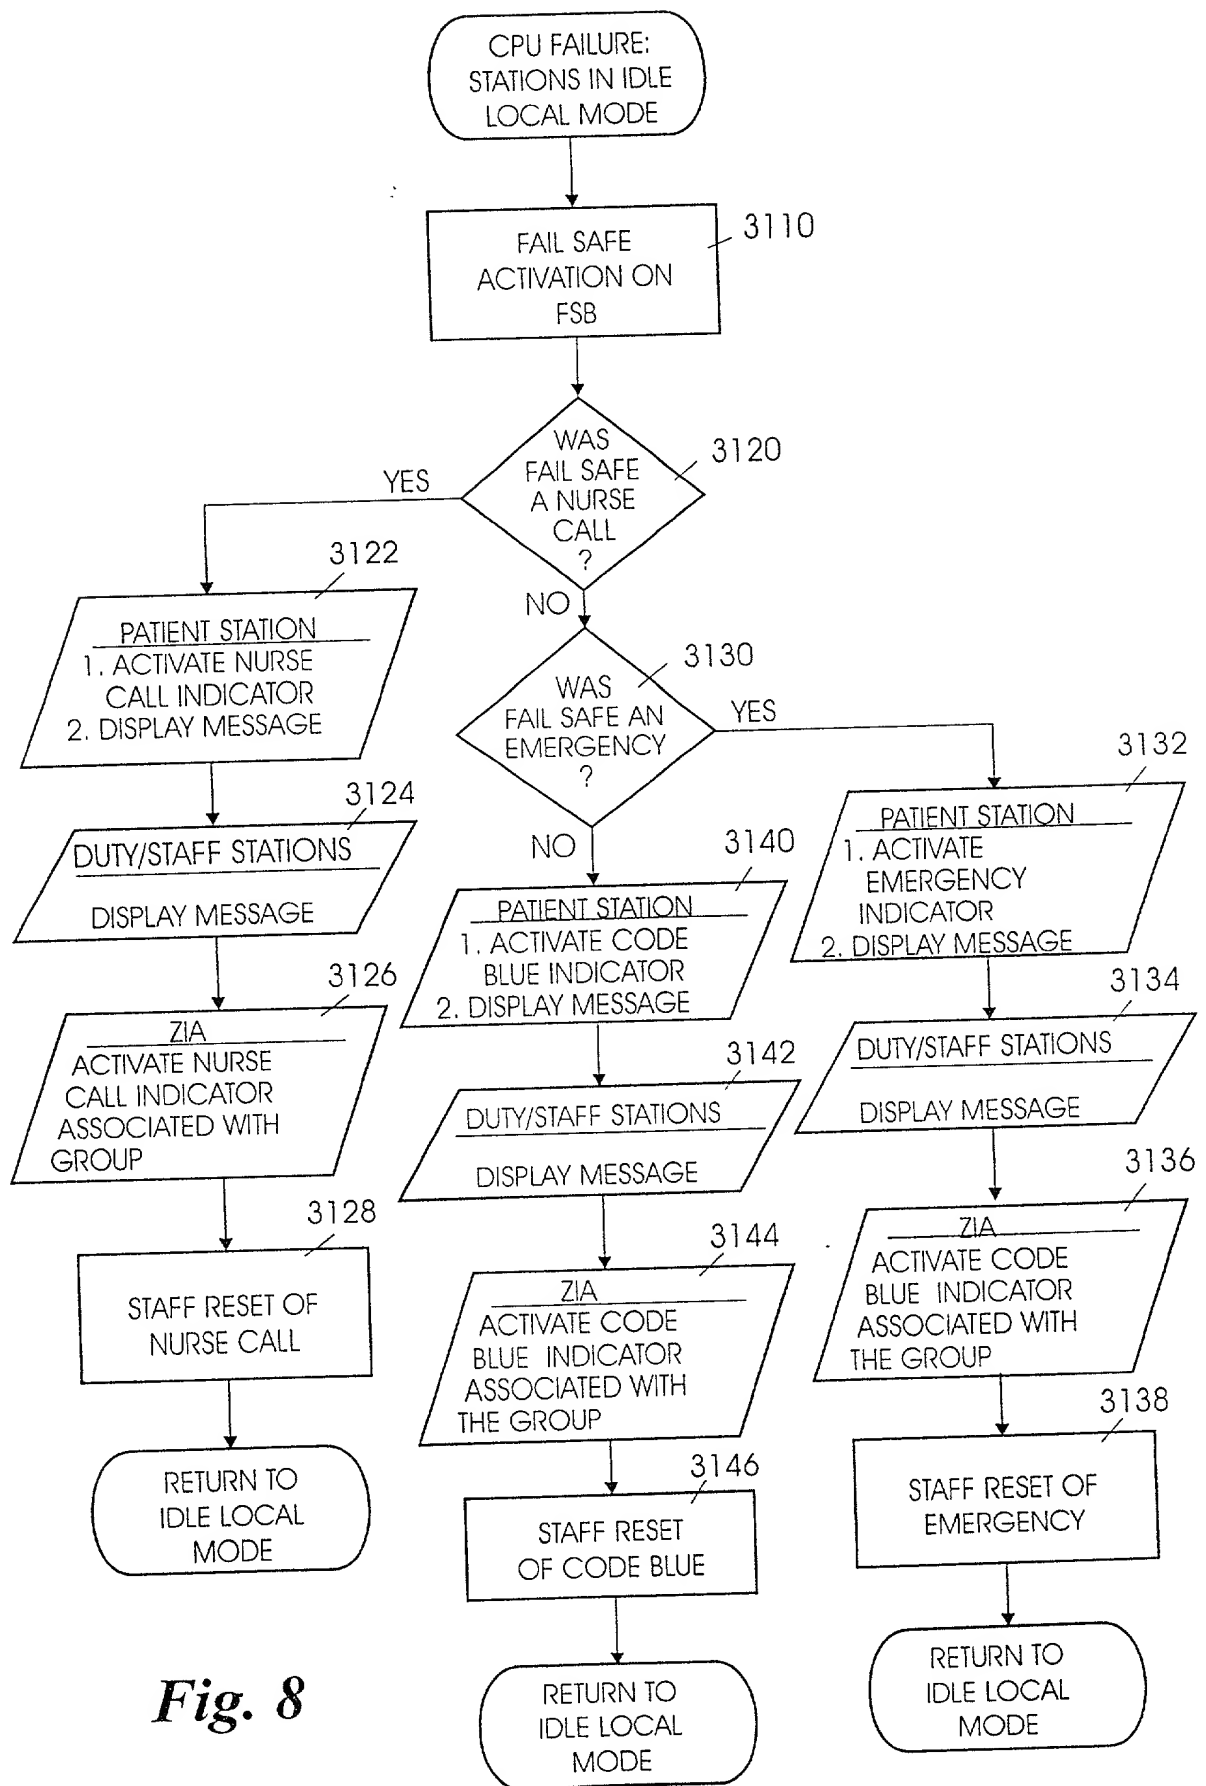 CPU FAILURE:
STATIONS IN IDLE
LOCAL MODE
3110
FAIL SAFE
ACTIVATION ON
FSB
3120
WAS
FAIL SAFE
A NURSE
CALL
?
YES
NO
3122
PATIENT STATION
1. ACTIVATE NURSE
CALL INDICATOR
2. DISPLAY MESSAGE
3124
DUTY/STAFF STATIONS
DISPLAY MESSAGE
3126
ZIA
ACTIVATE NURSE
CALL INDICATOR
ASSOCIATED WITH
GROUP
3128
STAFF RESET OF
NURSE CALL
RETURN TO
IDLE LOCAL
MODE
3130
WAS
FAIL SAFE AN
EMERGENCY
?
YES
NO
3140
PATIENT STATION
1. ACTIVATE CODE
BLUE INDICATOR
2. DISPLAY MESSAGE
3142
DUTY/STAFF STATIONS
DISPLAY MESSAGE
3144
ZIA
ACTIVATE CODE
BLUE INDICATOR
ASSOCIATED WITH
THE GROUP
3146
STAFF RESET
OF CODE BLUE
RETURN TO
IDLE LOCAL
MODE
3132
PATIENT STATION
1. ACTIVATE
EMERGENCY
INDICATOR
2. DISPLAY MESSAGE
3134
DUTY/STAFF STATIONS
DISPLAY MESSAGE
3136
ZIA
ACTIVATE CODE
BLUE INDICATOR
ASSOCIATED WITH
THE GROUP
3138
STAFF RESET OF
EMERGENCY
RETURN TO
IDLE LOCAL
MODE
Fig. 8